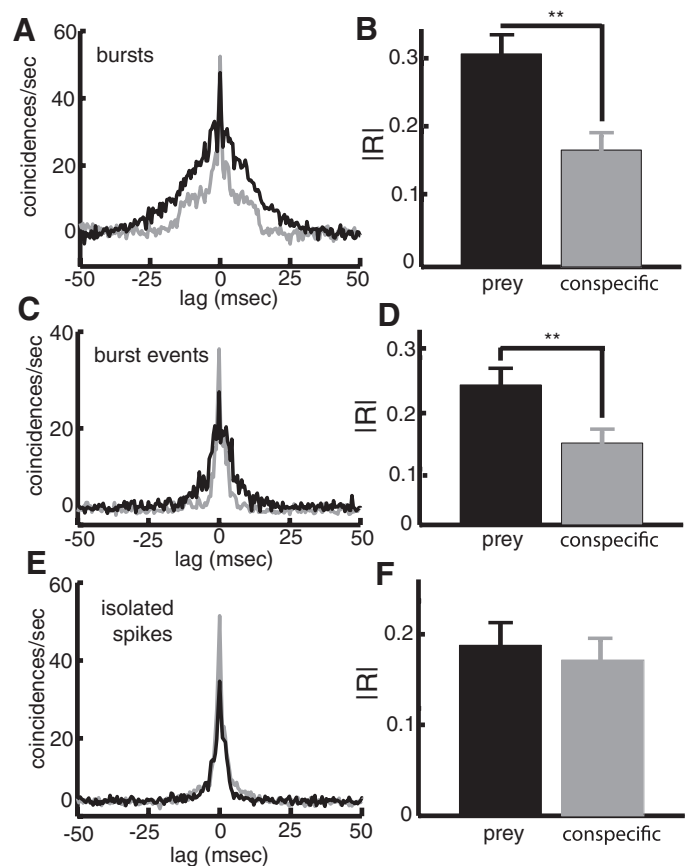 A
60
40
20
0
coincidences/sec
bursts
-50 -25 0 25 50
lag (msec)
B
**
0.3
0.2
0.1
0
|R|
prey conspecific
C
40
20
0
coincidences/sec
burst events
-50 -25 0 25 50
lag (msec)
D
**
0.3
0.2
0.1
0
|R|
prey conspecific
E
60
40
20
0
coincidences/sec
isolated
spikes
-50 -25 0 25 50
lag (msec)
F
0.2
0.1
0
|R|
prey conspecific